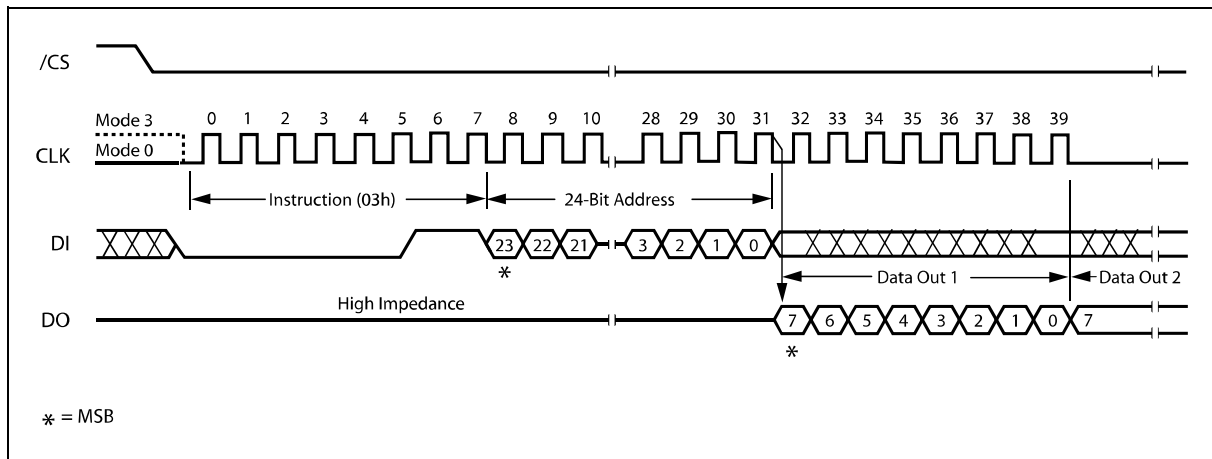 /CS
Mode 3
0 1 2 3 4 5 6 7 8 9 10 28 29 30 31 32 33 34 35 36 37 38 39
CLK
Mode 0
Instruction (03h)
24-Bit Address
DI
23 22 21 3 2 1 0
*
Data Out 1
Data Out 2
High Impedance
DO
7 6 5 4 3 2 1 0 7
*
* = MSB